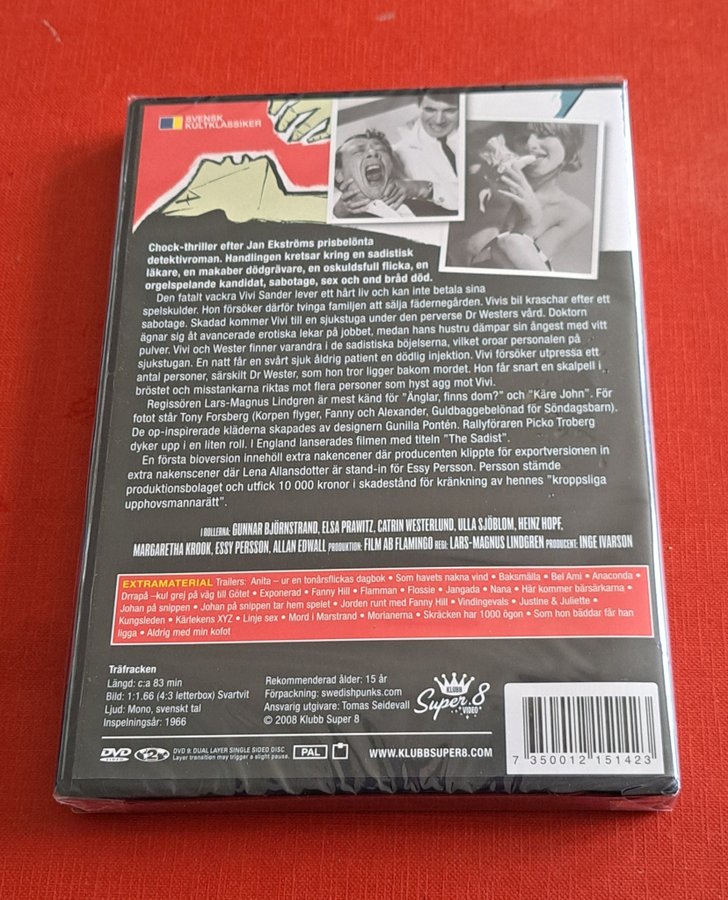 SVENSK
KULTKLASSIKER
Chock-thriller efter Jan Ekströms prisbelönta
detektivroman. Handlingen kretsar kring en sadistisk
läkare, en makaber dödgrävare, en oskuldsfull flicka, en
orgelspelande kandidat, sabotage, sex och ond bråd död.
Den fatalt vackra Vivi Sander lever ett hårt liv och kan inte betala sina
spelskulder. Hon försöker därför tvinga familjen att sälja fädernegården. Vivis bil kraschar efter ett
sabotage. Skadad kommer Vivi till en sjukstuga under den perverse Dr Westers vård. Doktorn
ägnar sig åt avancerade erotiska lekar på jobbet, medan hans hustru dämpar sin ångest med vitt
pulver. Vivi och Wester finner varandra i de sadistiska böjelserna, vilket oroar personalen på
sjukstugan. En natt får en svårt sjuk åldrig patient en dödlig injektion. Vivi försöker utpressa ett
antal personer, särskilt Dr Wester, som hon tror ligger bakom mordet. Hon får snart en skalpell i
bröstet och misstankarna riktas mot flera personer som hyst agg mot Vivi.
Regissören Lars-Magnus Lindgren är mest känd för "Änglar, finns dom?" och "Käre John". För
fotot står Tony Forsberg (Korpen flyger, Fanny och Alexander, Guldbaggebelönad för Söndagsbarn).
De op-inspirerade kläderna skapades av designern Gunilla Pontén. Rallyföraren Picko Troberg
dyker upp i en liten roll. I England lanserades filmen med titeln "The Sadist".
En första bioversion innehöll extra nakencener där producenten klippte för exportversionen in
extra nakenscener där Lena Allansdotter är stand-in för Essy Persson. Persson stämde
produktionsbolaget och utfick 10 000 kronor i skadestånd för kränkning av hennes "kroppsliga
upphovsmannarätt".
I ROLLERNA: GUNNAR BJÖRNSTRAND, ELSA PRAWITZ, CATRIN WESTERLUND, ULLA SJÖBLOM, HEINZ HOPF,
MARGARETHA KROOK, ESSY PERSSON, ALLAN EDWALL PRODUKTION: FILM AB FLAMINGO REGI: LARS-MAGNUS LINDGREN PRODUCENT: INGE IVARSON
EXTRAMATERIAL Trailers: Anita – ur en tonårsflickas dagbok • Som havets nakna vind • Baksmälla • Bel Ami • Anaconda •
Drrapå –kul grej på väg till Götet • Exponerad • Fanny Hill • Flamman • Flossie • Jangada • Nana • Här kommer bärsärkarna •
Johan på snippen • Johan på snippen tar hem spelet • Jorden runt med Fanny Hill • Vindingevals • Justine & Juliette •
Kungsleden • Kärlekens XYZ • Linje sex • Mord i Marstrand • Morianerna • Skräcken har 1000 ögon • Som hon bäddar får han
ligga • Aldrig med min kofot
Träfracken
Längd: c:a 83 min
Bild: 1:1.66 (4:3 letterbox) Svartvit
Ljud: Mono, svenskt tal
Inspelningsår: 1966
Rekommenderad ålder: 15 år
Förpackning: swedishpunks.com
Ansvarig utgivare: Tomas Seidevall
© 2008 Klubb Super 8
KLUBB
Super 8
VIDEO
DVD
VIDEO
2
DVD 9: DUAL LAYER SINGLE SIDED DISC
Layer transition may trigger a slight pause.
PAL
WWW.KLUBBSUPER8.COM
7 350012 151423